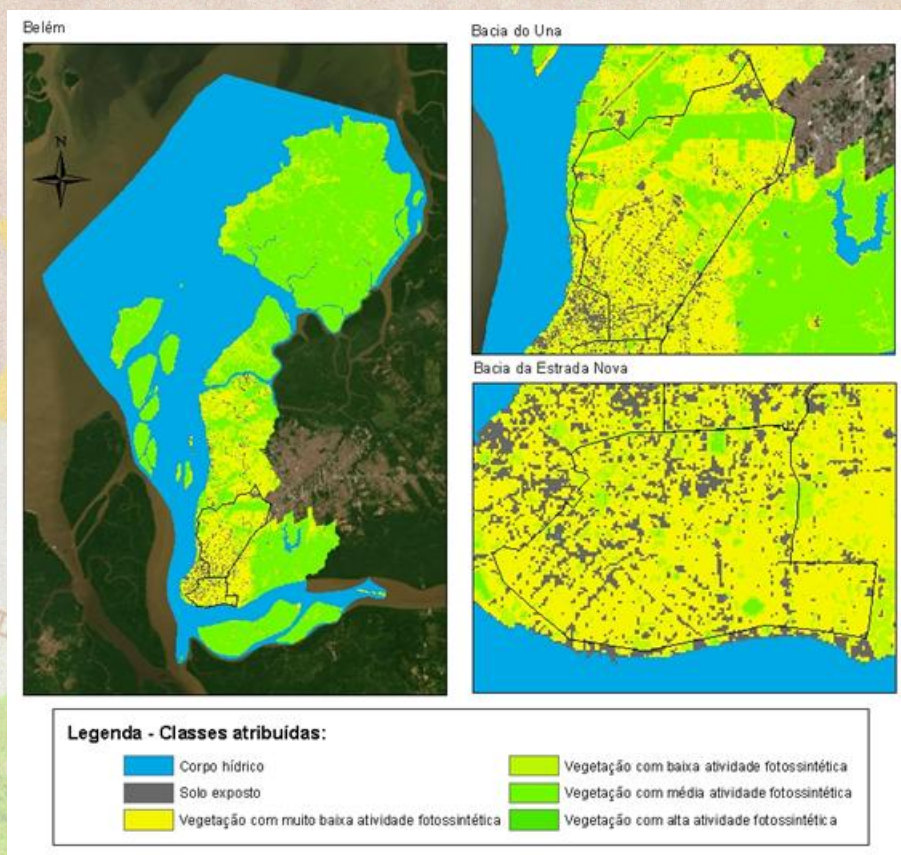 Belém
N
Bacia do Una
Bacia da Estrada Nova
Legenda - Classes atribuídas:
Corpo hídrico
Solo exposto
Vegetação com muito baixa atividade fotossintética
Vegetação com baixa atividade fotossintética
Vegetação com média atividade fotossintética
Vegetação com alta atividade fotossintética